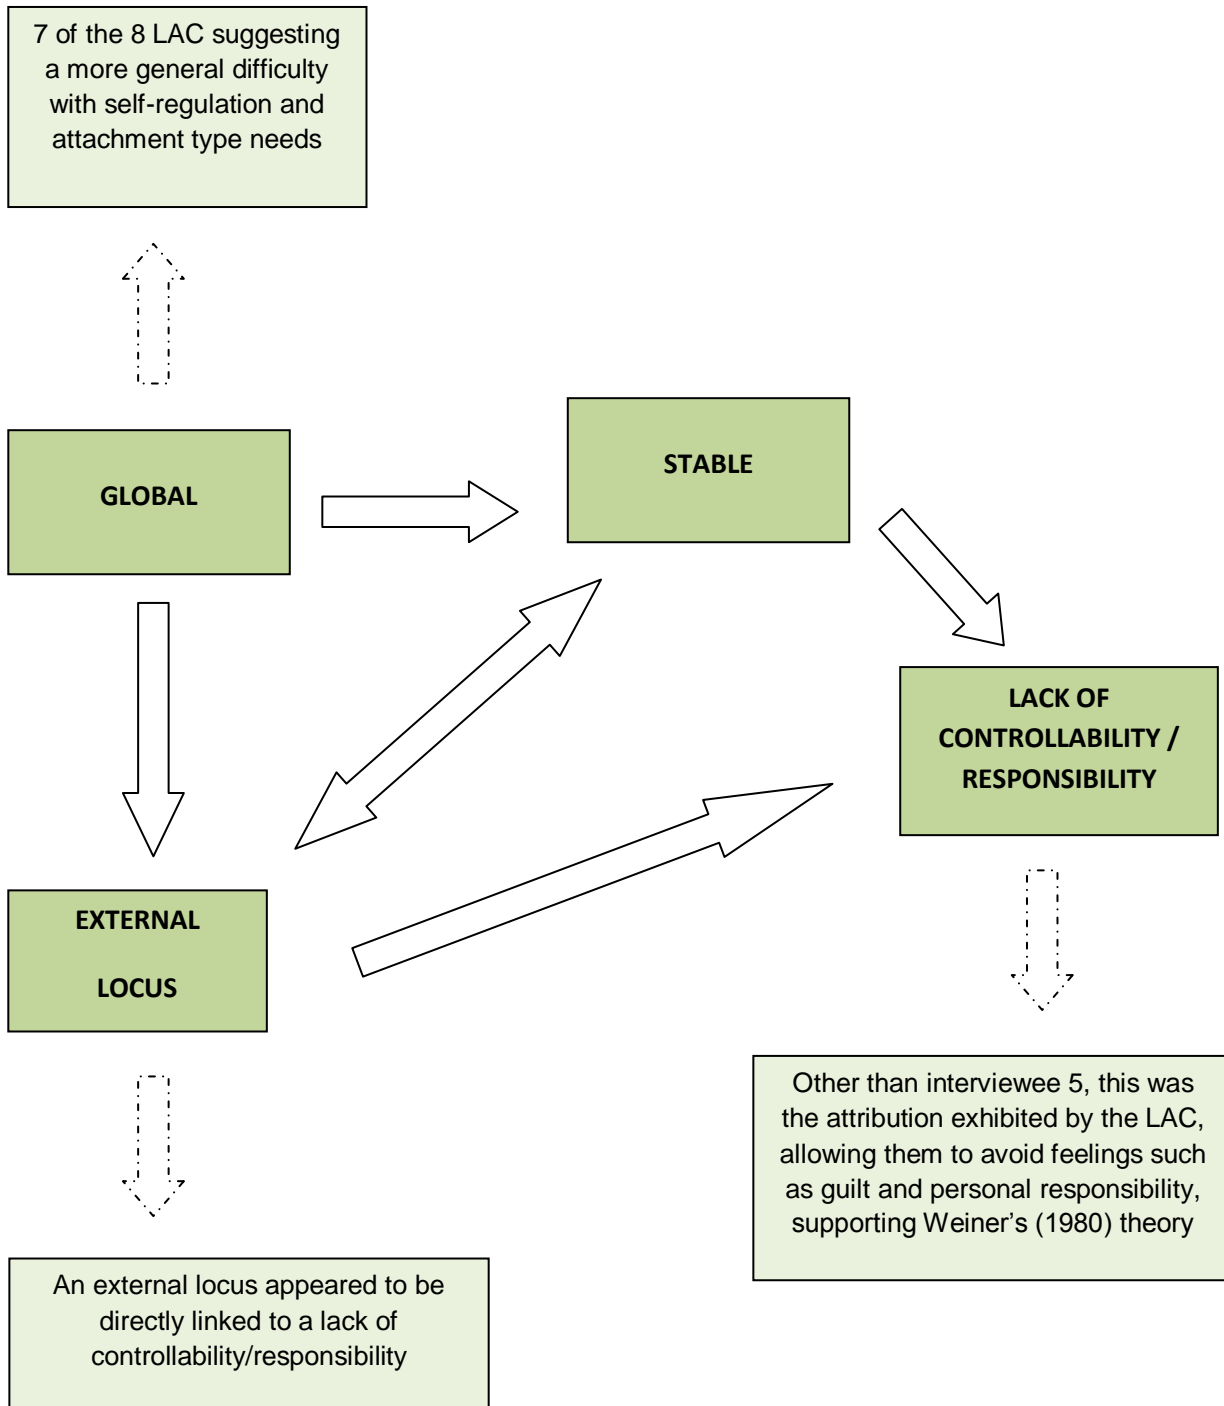 7 of the 8 LAC suggesting
a more general difficulty
with self-regulation and
attachment type needs
GLOBAL
STABLE
LACK OF
CONTROLLABILITY /
RESPONSIBILITY
EXTERNAL
LOCUS
Other than interviewee 5, this was
the attribution exhibited by the LAC,
allowing them to avoid feelings such
as guilt and personal responsibility,
supporting Weiner’s (1980) theory
An external locus appeared to be
directly linked to a lack of
controllability/responsibility